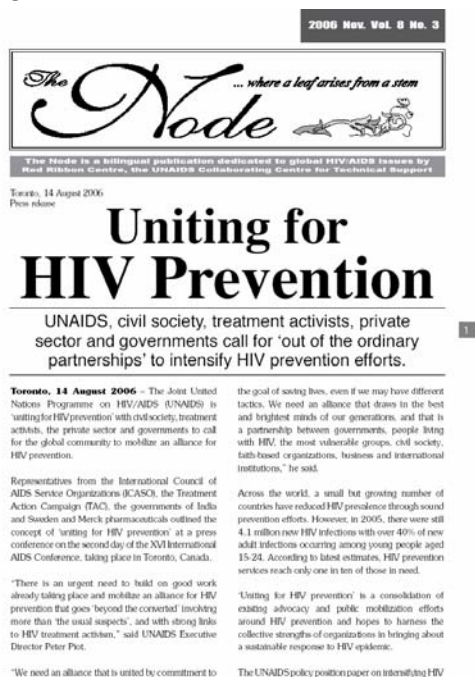 2006 Nov. Vol. 8 No. 3
The Node
... where a leaf arises from a stem
The Node is a bilingual publication dedicated to global HIV/AIDS issues by
Red Ribbon Centre, the UNAIDS Collaborating Centre for Technical Support
Toronto, 14 August 2006
Press release
Uniting for
HIV Prevention
UNAIDS, civil society, treatment activists, private
sector and governments call for 'out of the ordinary
partnerships' to intensify HIV prevention efforts.
1
Toronto, 14 August 2006 – The Joint United
Nations Programme on HIV/AIDS (UNAIDS) is
'uniting for HIV prevention' with civil society, treatment
activists, the private sector and governments to call
for the global community to mobilize an alliance for
HIV prevention.
Representatives from the International Council of
AIDS Service Organizations (ICASO), the Treatment
Action Campaign (TAC), the governments of India
and Sweden and Merck pharmaceuticals outlined the
concept of 'uniting for HIV prevention' at a press
conference on the second day of the XVI International
AIDS Conference, taking place in Toronto, Canada.
"There is an urgent need to build on good work
already taking place and mobilize an alliance for HIV
prevention that goes 'beyond the converted' involving
more than 'the usual suspects', and with strong links
to HIV treatment activism," said UNAIDS Executive
Director Peter Piot.
"We need an alliance that is united by commitment to
the goal of saving lives, even if we may have different
tactics. We need an alliance that draws in the best
and brightest minds of our generations, and that is
a partnership between governments, people living
with HIV, the most vulnerable groups, civil society,
faith-based organizations, business and international
institutions," he said.
Across the world, a small but growing number of
countries have reduced HIV prevalence through sound
prevention efforts. However, in 2005, there were still
4.1 million new HIV infections with over 40% of new
adult infections occurring among young people aged
15-24. According to latest estimates, HIV prevention
services reach only one in ten of those in need.
'Uniting for HIV prevention' is a consolidation of
existing advocacy and public mobilization efforts
around HIV prevention and hopes to harness the
collective strengths of organizations in bringing about
a sustainable response to HIV epidemic.
The UNAIDS policy position paper on intensifying HIV